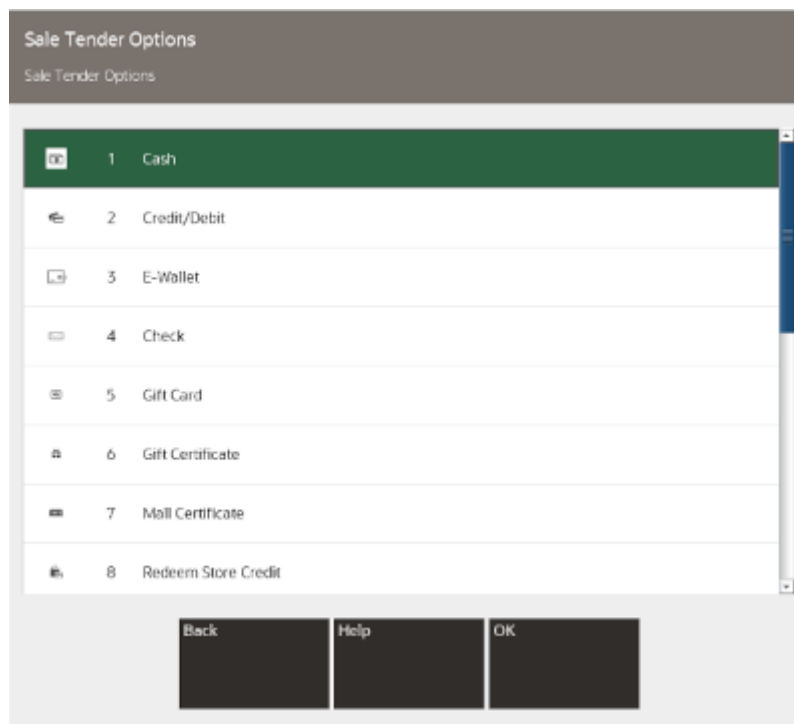 Sale Tender Options
Sale Tender Options
1 Cash
2 Credit/Debit
3 E-Wallet
4 Check
5 Gift Card
6 Gift Certificate
7 Mall Certificate
8 Redeem Store Credit
Back Help OK